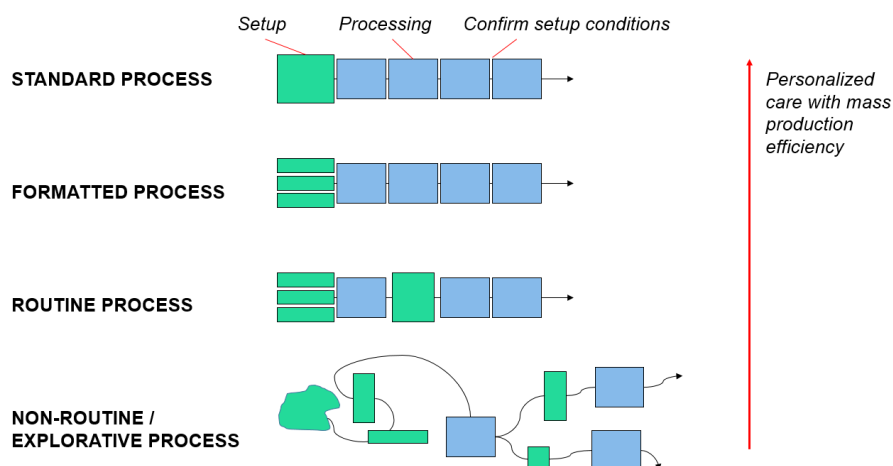 Setup
Processing
Confirm setup conditions
STANDARD PROCESS
Personalized
care with mass
production
efficiency
FORMATTED PROCESS
ROUTINE PROCESS
NON-ROUTINE /
EXPLORATIVE PROCESS